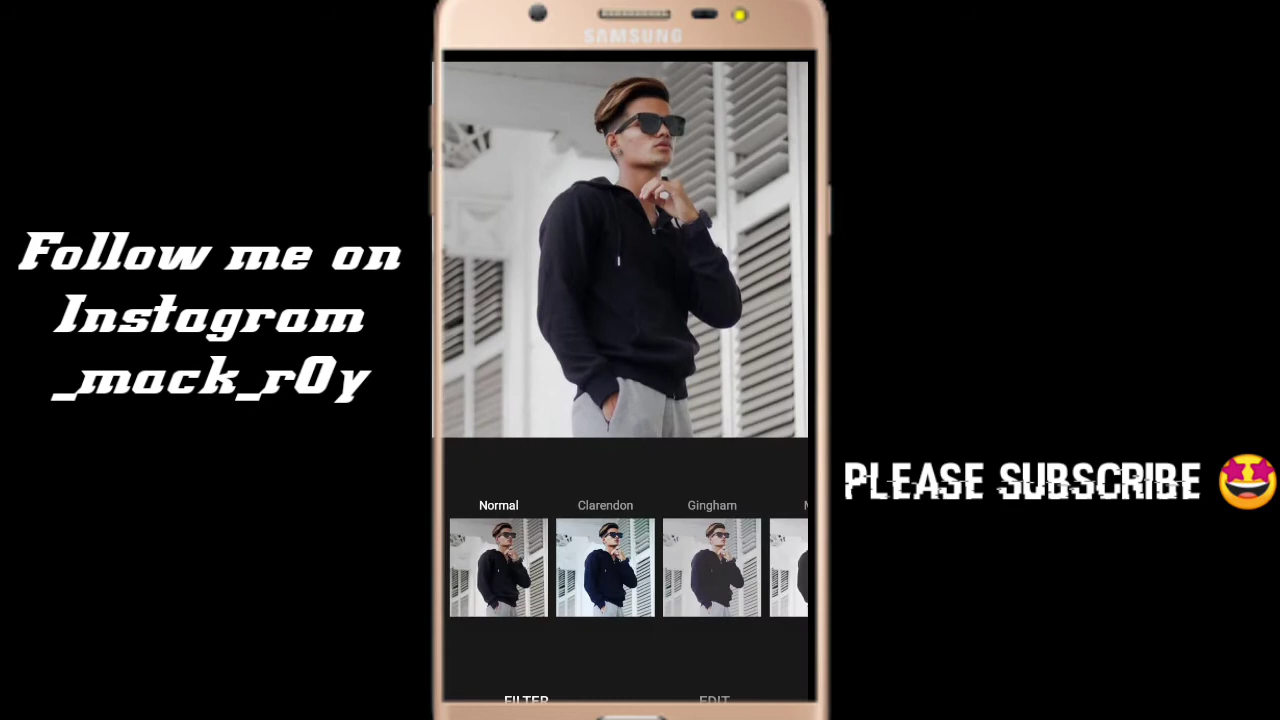 SAMSUNG
Follow me on
Instagram
_mack_r0y
PLEASE SUBSCRIBE 🤩
Normal
Clarendon
Gingham
M
FILTER
EDIT